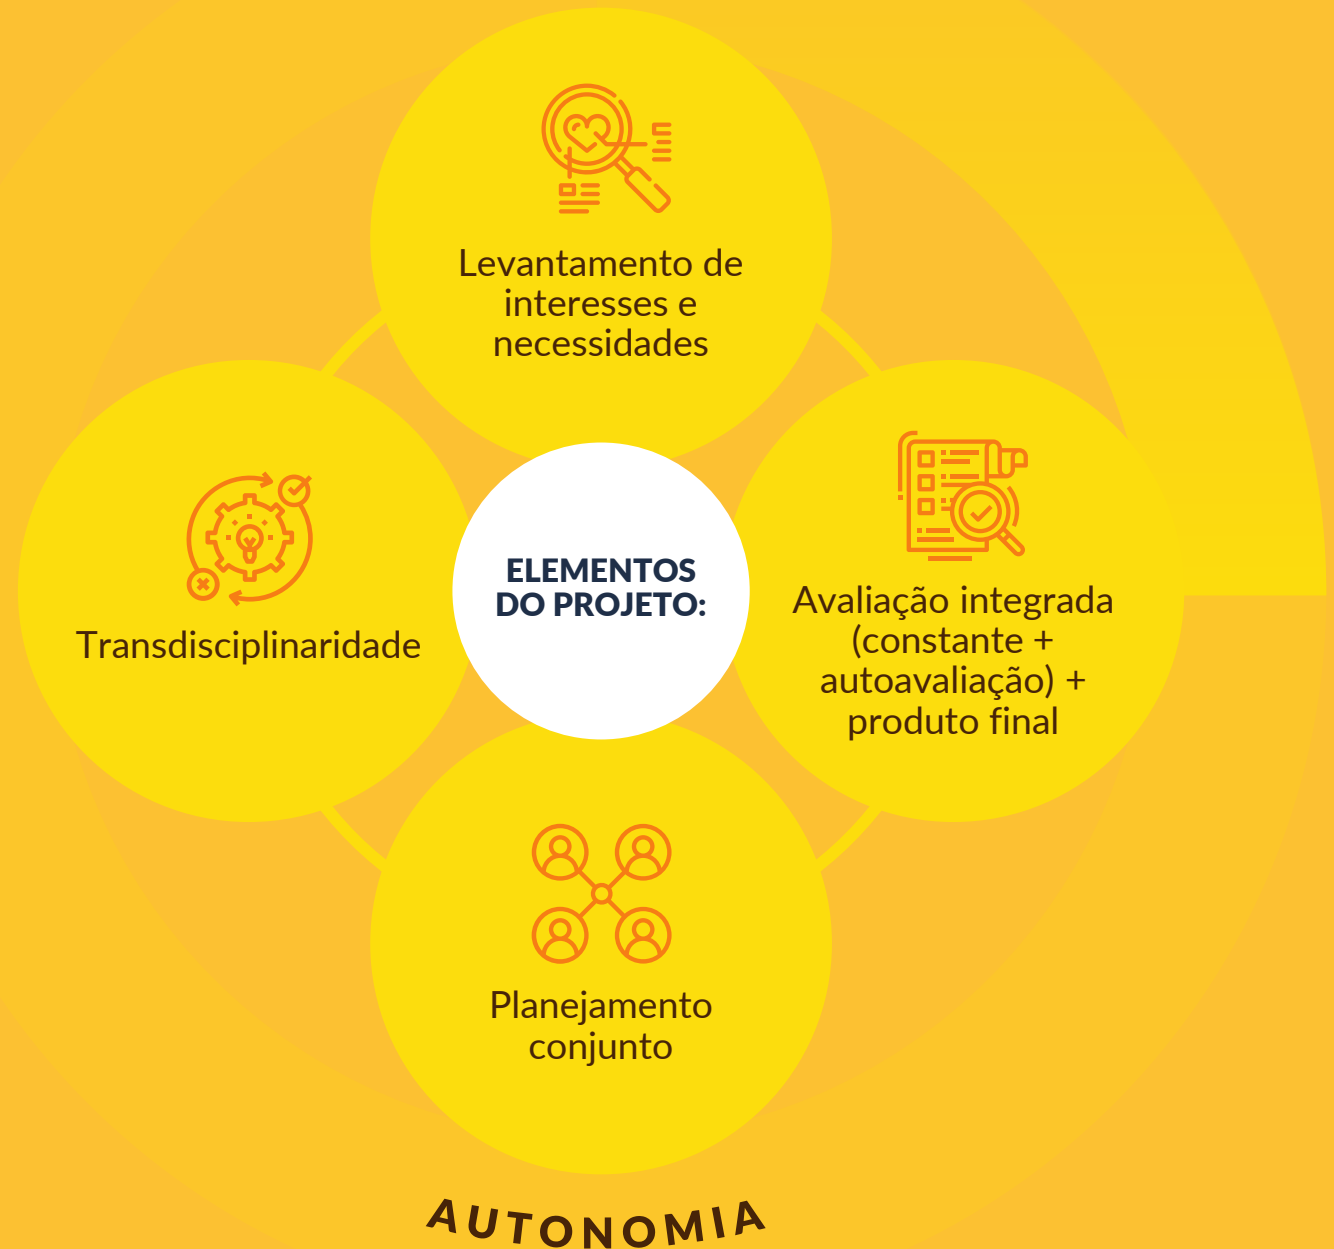 Levantamento de
interesses e
necessidades
Transdisciplinaridade
ELEMENTOS
DO PROJETO:
Avaliação integrada
(constante +
autoavaliação) +
produto final
Planejamento
conjunto
AUTONOMIA